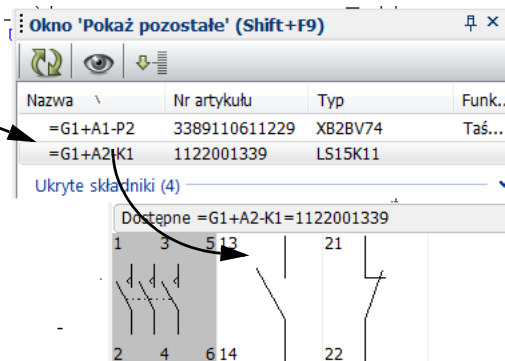 Okno 'Pokaż pozostałe' (Shift+F9)
Nazwa Nr artykułu Typ Funk...
=G1+A1-P2 3389110611229 XB2BV74 Taś...
=G1+A2-K1 1122001339 LS15K11
Ukryte składniki (4)
Dostępne =G1+A2-K1=1122001339
1 3 5 13 21
2 4 6 14 22